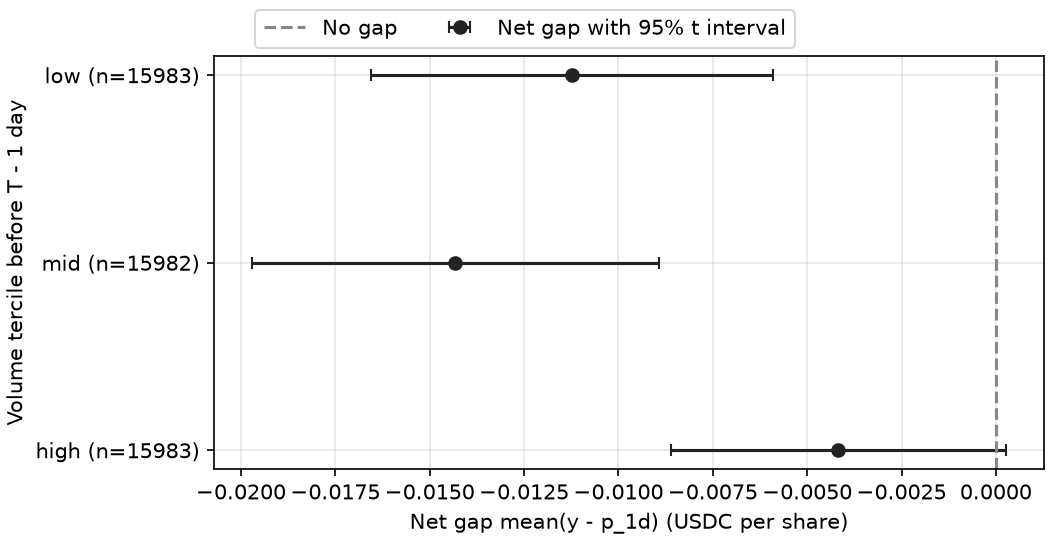 No gap
Net gap with 95% t interval
Volume tercile before T - 1 day
low (n=15983)
mid (n=15982)
high (n=15983)
−0.0200 −0.0175 −0.0150 −0.0125 −0.0100 −0.0075 −0.0050 −0.0025 0.0000
Net gap mean(y - p_1d) (USDC per share)